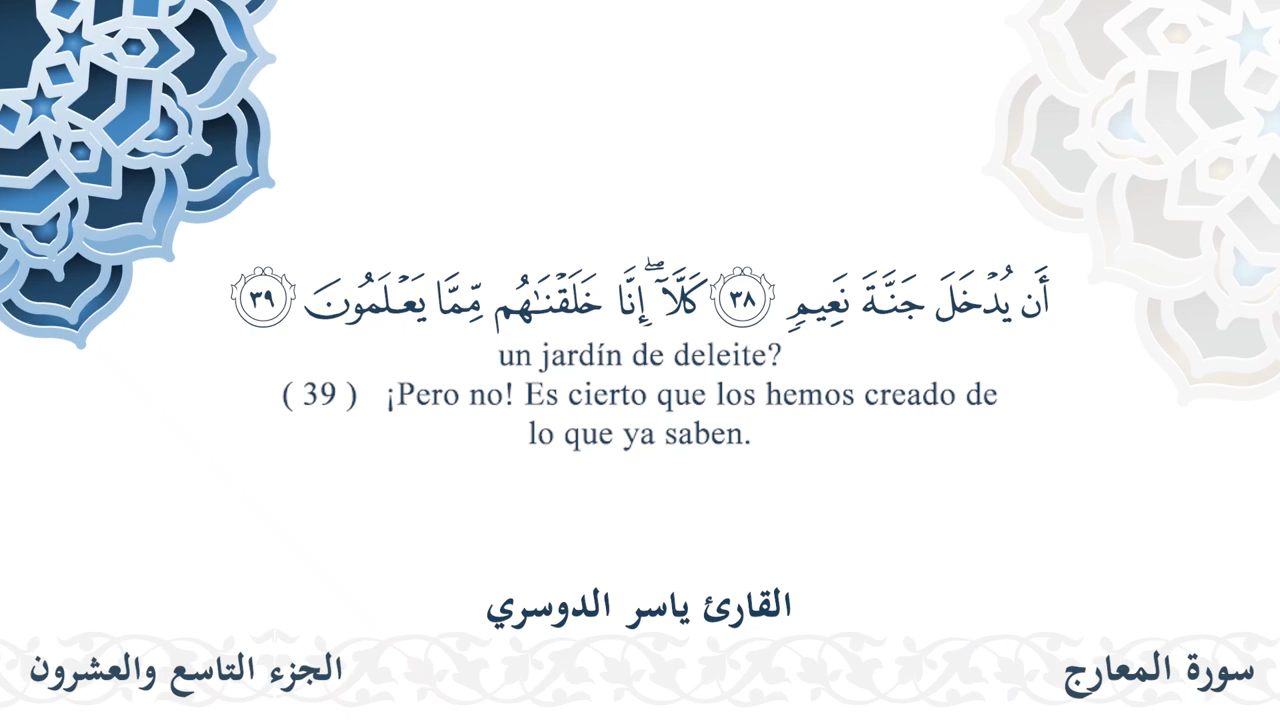 أَن يُدْخَلَ جَنَّةَ نَعِيمٍ ٣٨ كَلَّآ ۖ إِنَّا خَلَقْنَـٰهُم مِّمَّا يَعْلَمُونَ ٣٩
un jardín de deleite?
( 39 ) ¡Pero no! Es cierto que los hemos creado de
lo que ya saben.
القارئ ياسر الدوسري
سورة المعارج
الجزء التاسع والعشرون